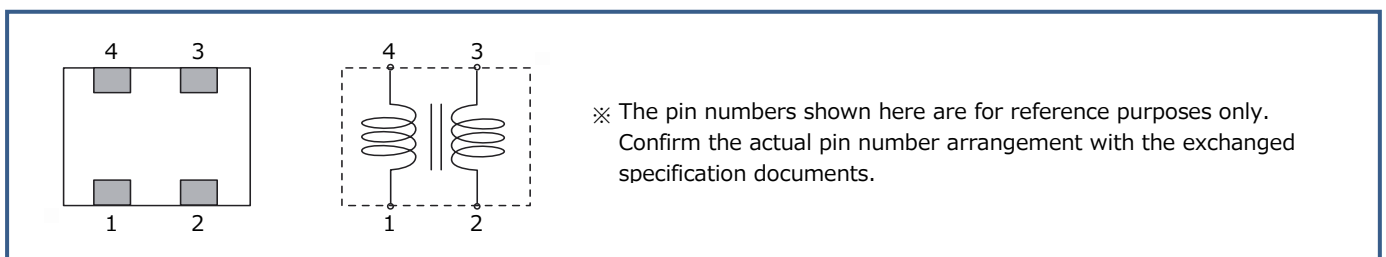 4 3
4 3
※ The pin numbers shown here are for reference purposes only.
Confirm the actual pin number arrangement with the exchanged
specification documents.
1 2
1 2